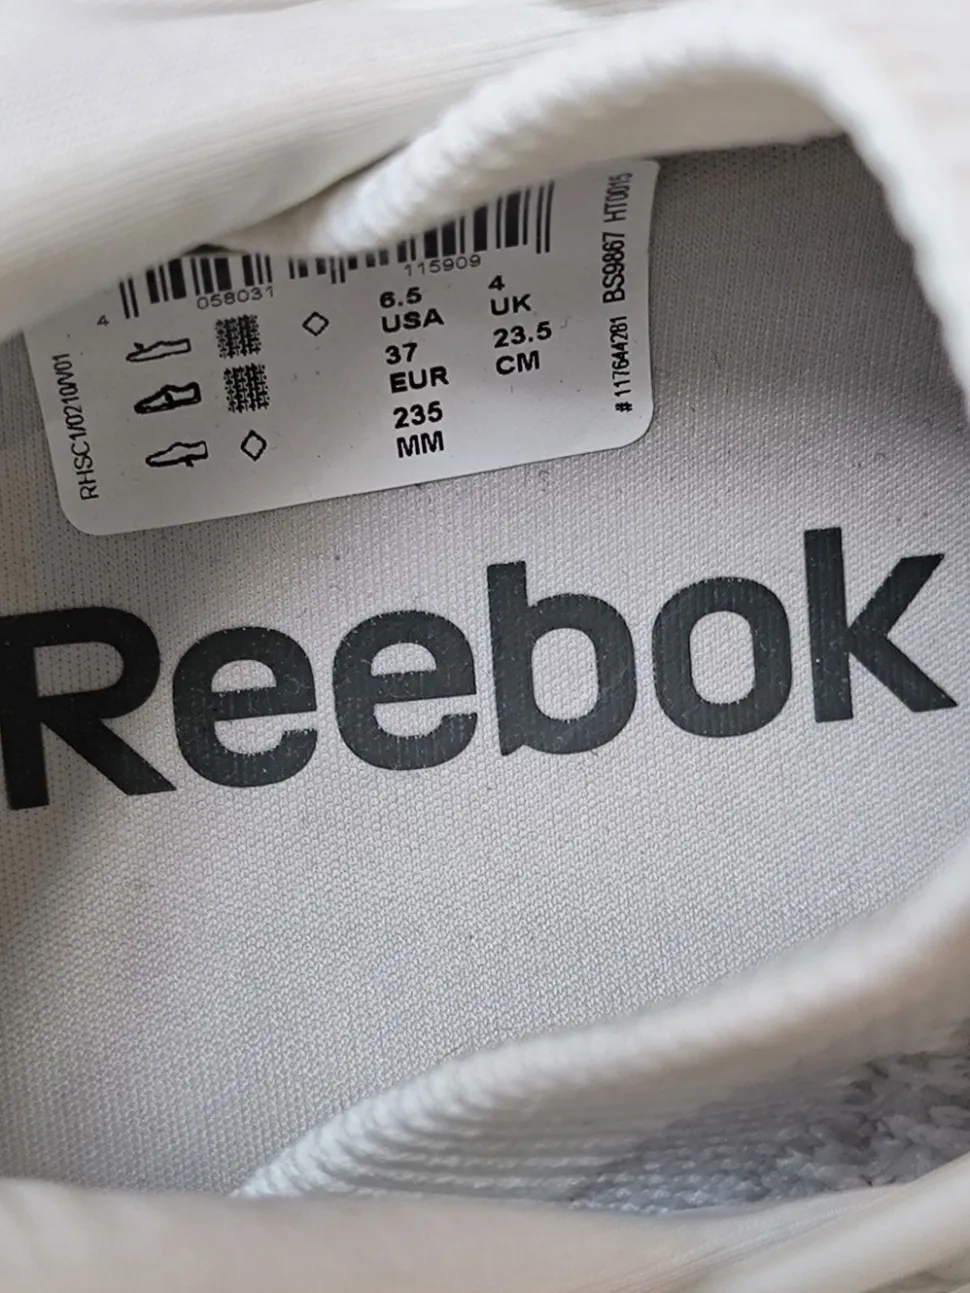 4 058031 115909
6.5 USA
4 UK
37 EUR
23.5 CM
235 MM
RHSC1/0210/V01
#117644281 BS9867 HT0015
Reebok